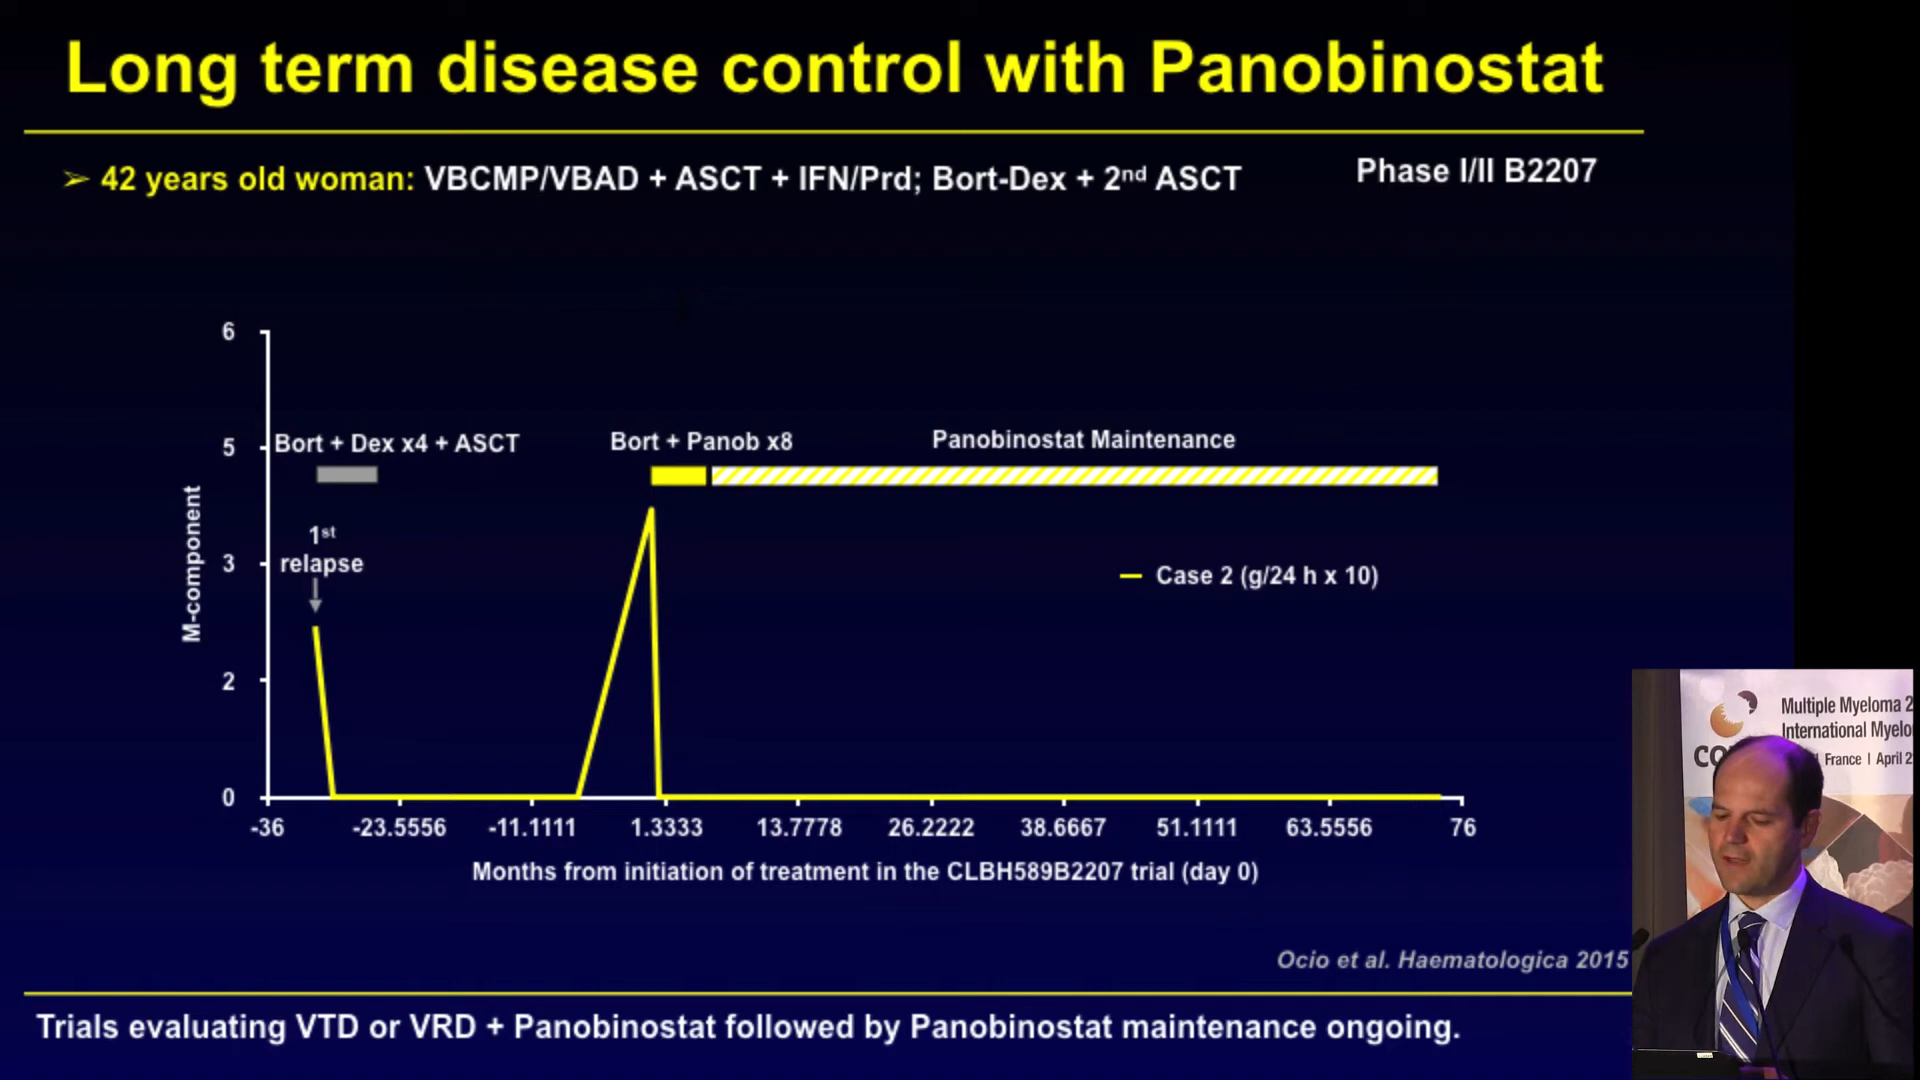 Long term disease control with Panobinostat
➢ 42 years old woman: VBCMP/VBAD + ASCT + IFN/Prd; Bort-Dex + 2nd ASCT
Phase I/II B2207
6
5
3
2
0
M-component
Bort + Dex x4 + ASCT
Bort + Panob x8
Panobinostat Maintenance
1st
relapse
Case 2 (g/24 h x 10)
-36 -23.5556 -11.1111 1.3333 13.7778 26.2222 38.6667 51.1111 63.5556 76
Months from initiation of treatment in the CLBH589B2207 trial (day 0)
Ocio et al. Haematologica 2015
Trials evaluating VTD or VRD + Panobinostat followed by Panobinostat maintenance ongoing.
Multiple Myeloma
International
France | April